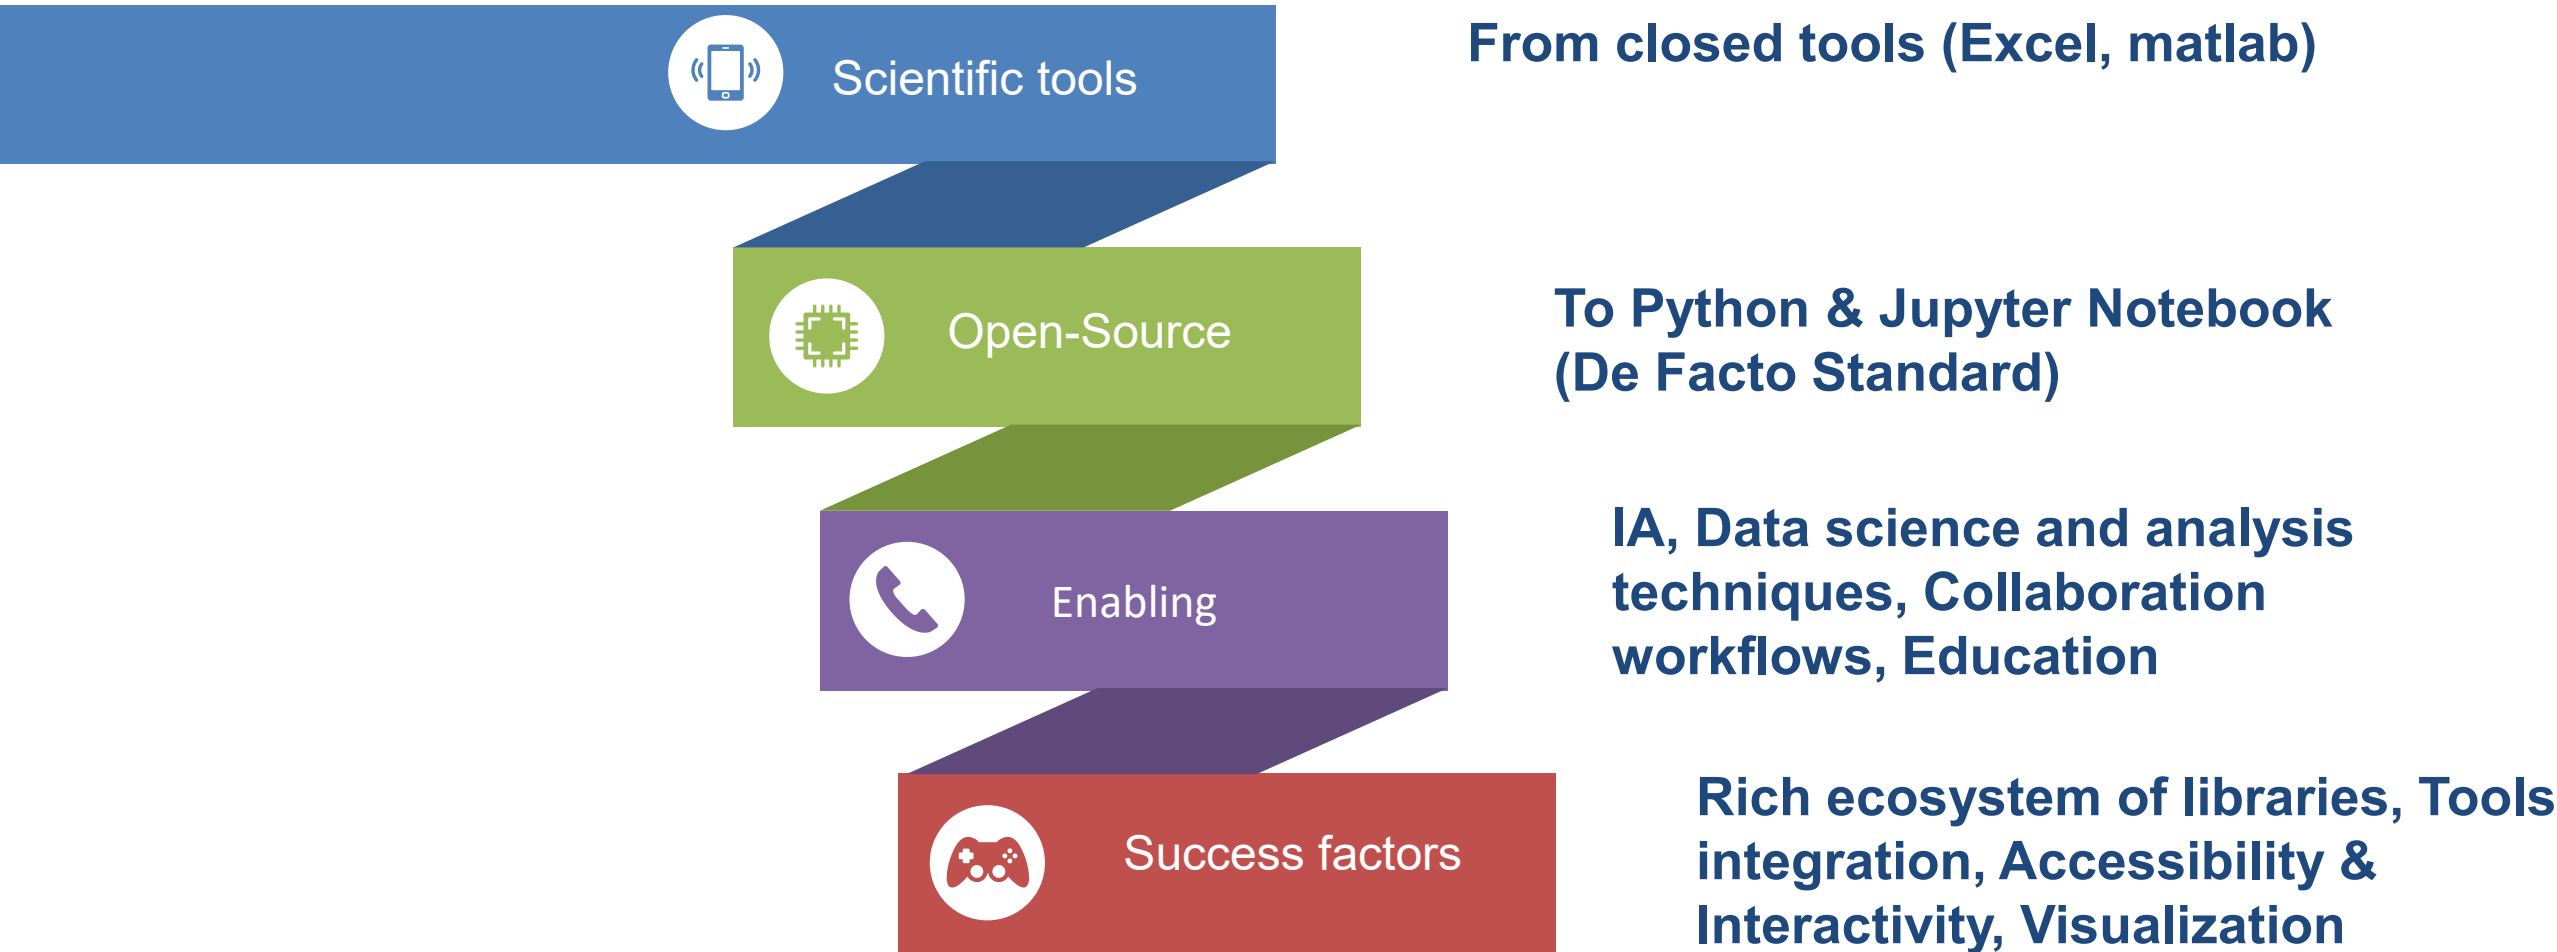 Scientific tools
From closed tools (Excel, matlab)
Open-Source
To Python & Jupyter Notebook
(De Facto Standard)
Enabling
IA, Data science and analysis
techniques, Collaboration
workflows, Education
Success factors
Rich ecosystem of libraries, Tools
integration, Accessibility &
Interactivity, Visualization